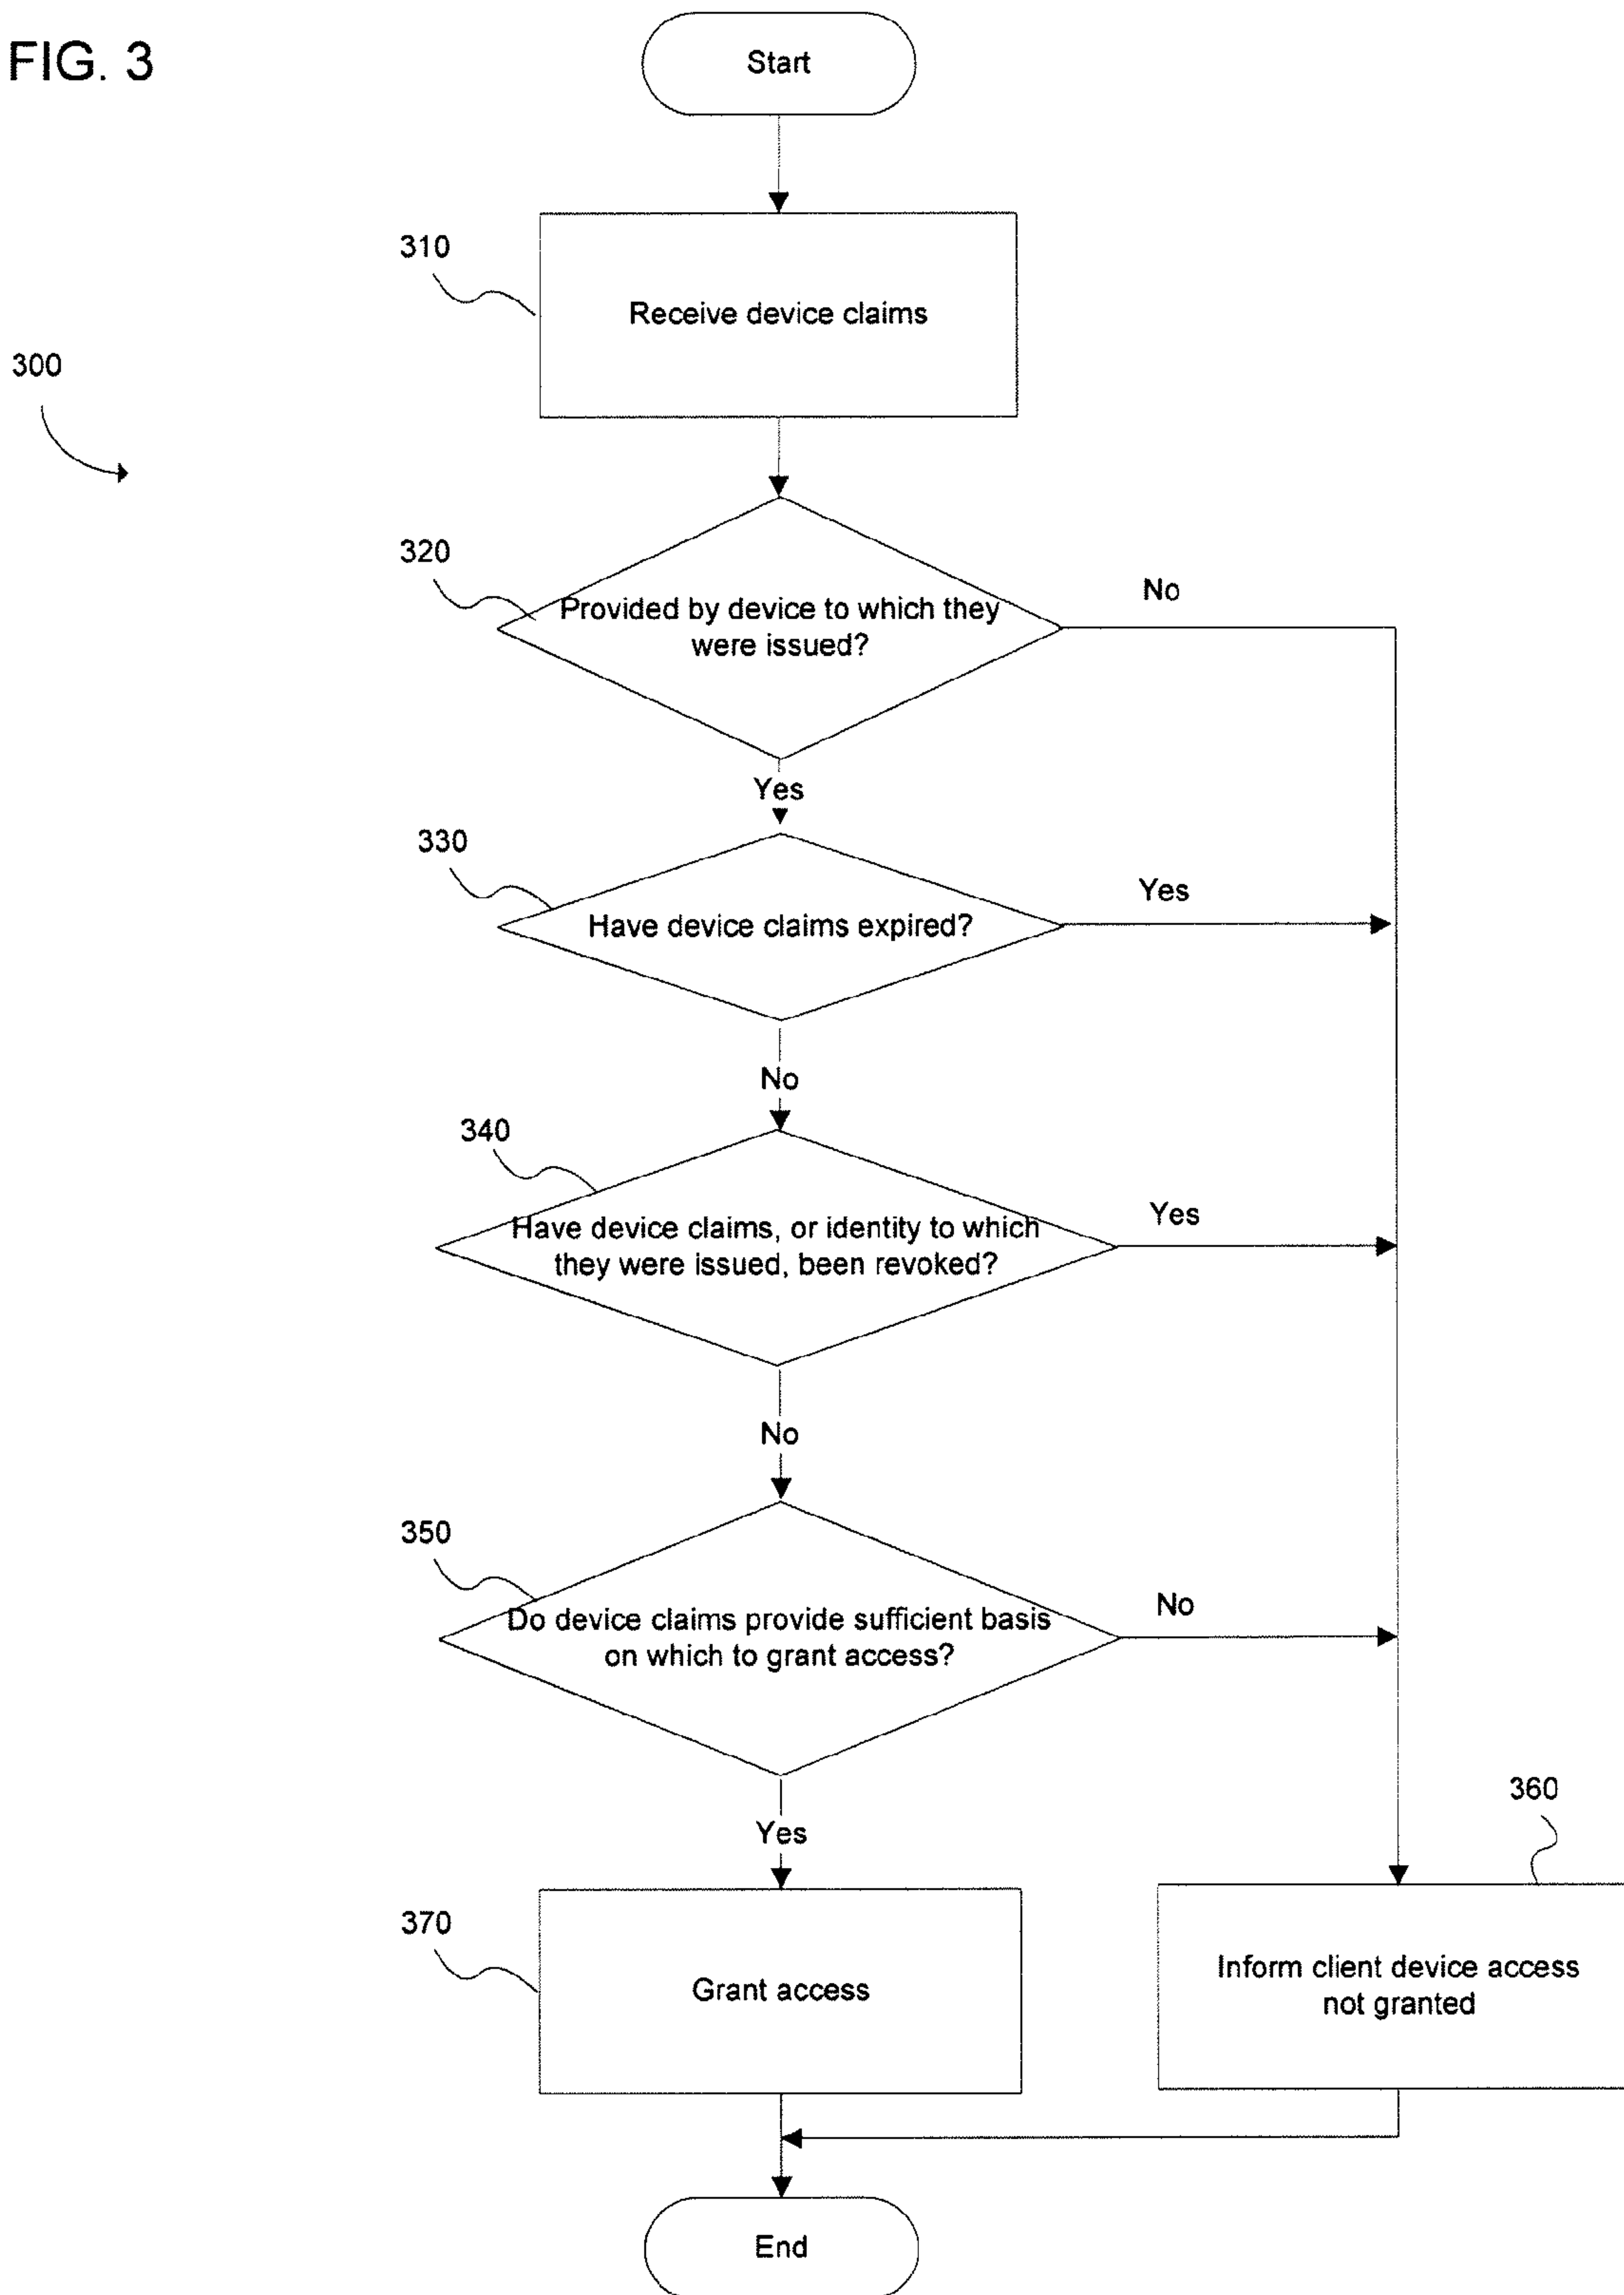 FIG. 3
Start
310
Receive device claims
300
320
Provided by device to which they
were issued?
No
Yes
330
Have device claims expired?
Yes
No
340
Have device claims, or identity to which
they were issued, been revoked?
Yes
No
350
Do device claims provide sufficient basis
on which to grant access?
No
Yes
360
370
Grant access
Inform client device access
not granted
End